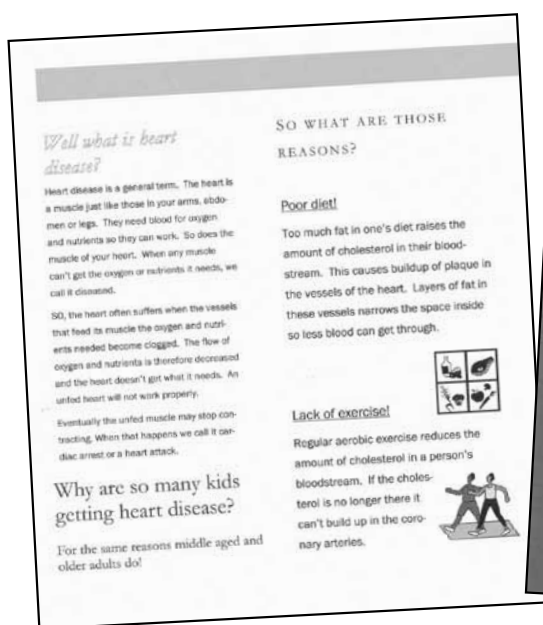 Well what is heart
disease?
Heart disease is a general term. The heart is
a muscle just like those in your arms, abdo-
men or legs. They need blood for oxygen
and nutrients so they can work. So does the
muscle of your heart. When any muscle
can't get the oxygen or nutrients it needs, we
call it diseased.
SO, the heart often suffers when the vessels
that feed its muscle the oxygen and nutri-
ents needed become clogged. The flow of
oxygen and nutrients is therefore decreased
and the heart doesn't get what it needs. An
unfed heart will not work properly.
Eventually the unfed muscle may stop con-
tracting. When that happens we call it car-
diac arrest or a heart attack.
Why are so many kids
getting heart disease?
For the same reasons middle aged and
older adults do!
SO WHAT ARE THOSE
REASONS?
Poor diet!
Too much fat in one's diet raises the
amount of cholesterol in their blood-
stream. This causes buildup of plaque in
the vessels of the heart. Layers of fat in
these vessels narrows the space inside
so less blood can get through.
Lack of exercise!
Regular aerobic exercise reduces the
amount of cholesterol in a person's
bloodstream. If the choles-
terol is no longer there it
can't build up in the coro-
nary arteries.